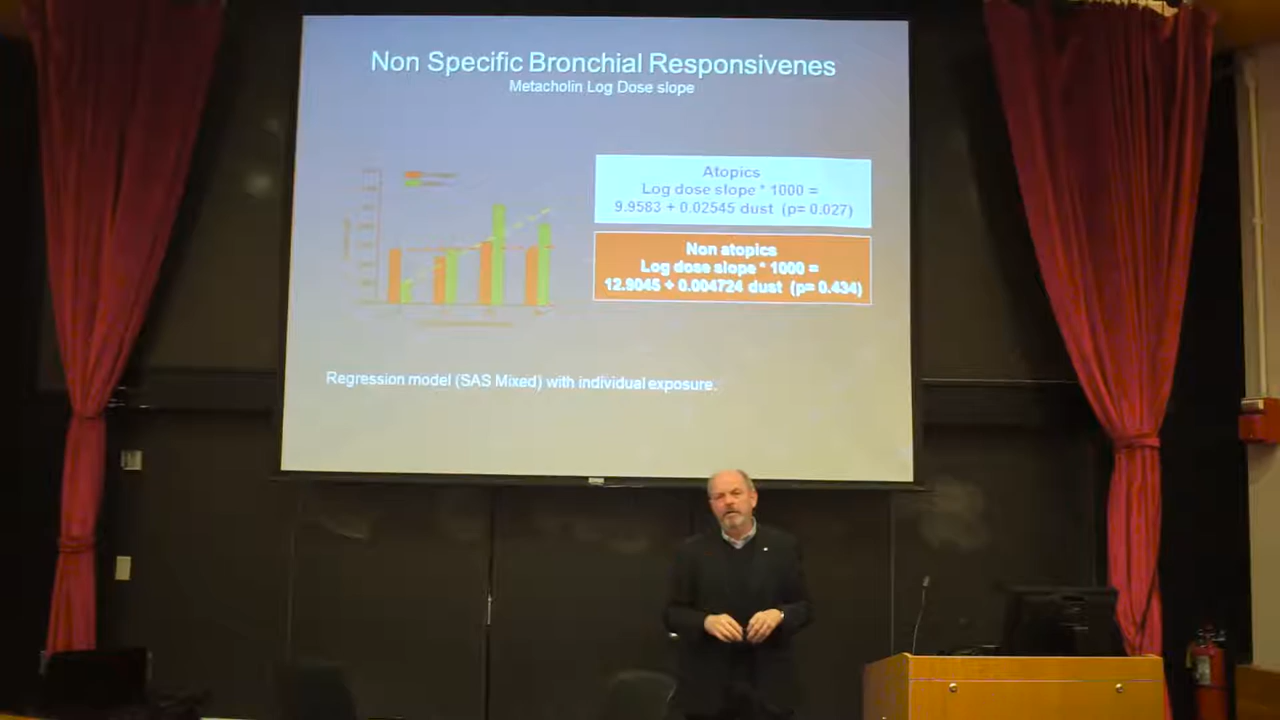 Non Specific Bronchial Responsivenes
Metacholin Log Dose slope
Atopics
Log dose slope * 1000 =
9.9583 + 0.02545 dust (p= 0.027)
Non atopics
Log dose slope * 1000 =
12.9045 + 0.004724 dust (p= 0.434)
Regression model (SAS Mixed) with individual exposure.